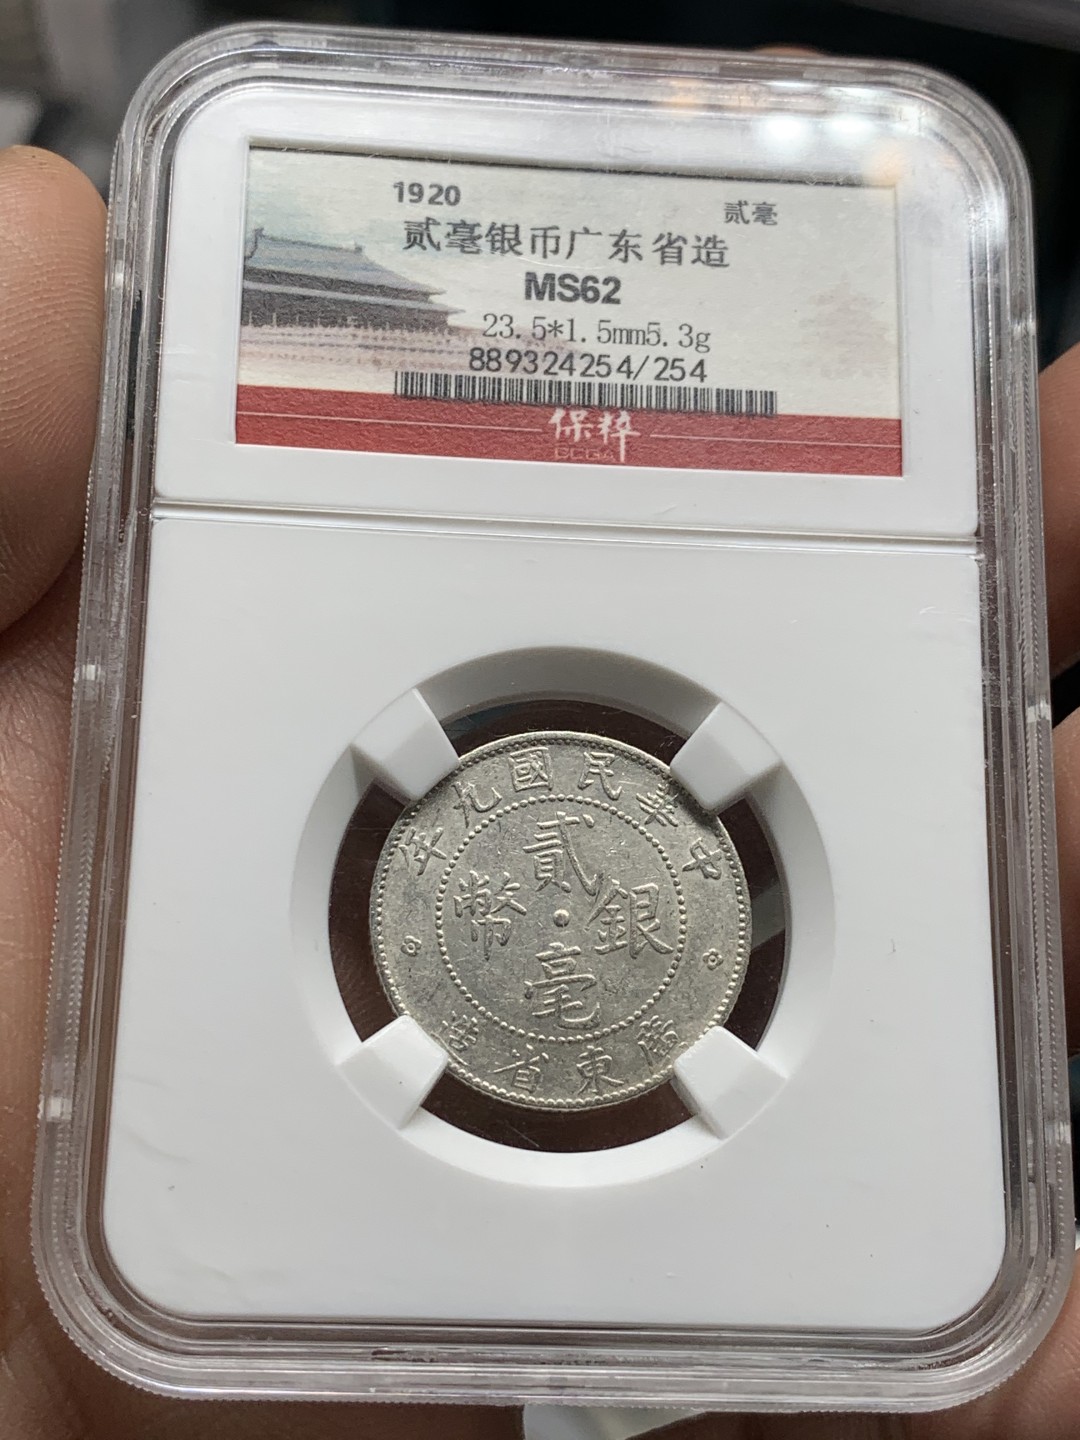 1920
贰毫
贰毫银币广东省造
MS62
23.5*1.5mm5.3g
889324254/254
保粹
中華民國九年
貳
銀幣
毫
廣東省造